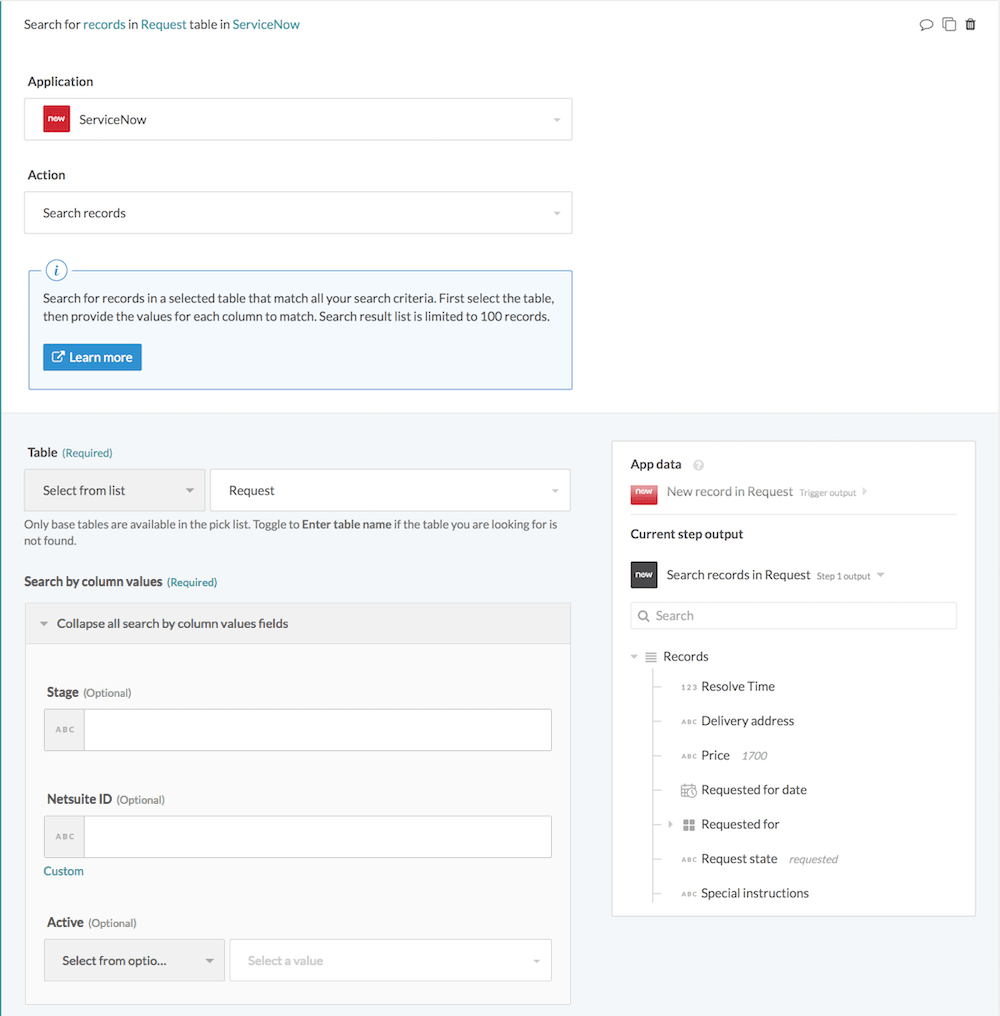 Search for records in Request table in ServiceNow
Application
now ServiceNow
Action
Search records
i
Search for records in a selected table that match all your search criteria. First select the table,
then provide the values for each column to match. Search result list is limited to 100 records.
Learn more
Table (Required)
Select from list
Request
Only base tables are available in the pick list. Toggle to Enter table name if the table you are looking for is
not found.
Search by column values (Required)
Collapse all search by column values fields
Stage (Optional)
ABC
Netsuite ID (Optional)
ABC
Custom
Active (Optional)
Select from optio...
Select a value
App data ?
now New record in Request Trigger output
Current step output
now Search records in Request Step 1 output
Search
Records
123 Resolve Time
ABC Delivery address
ABC Price 1700
Requested for date
Requested for
ABC Request state requested
ABC Special instructions